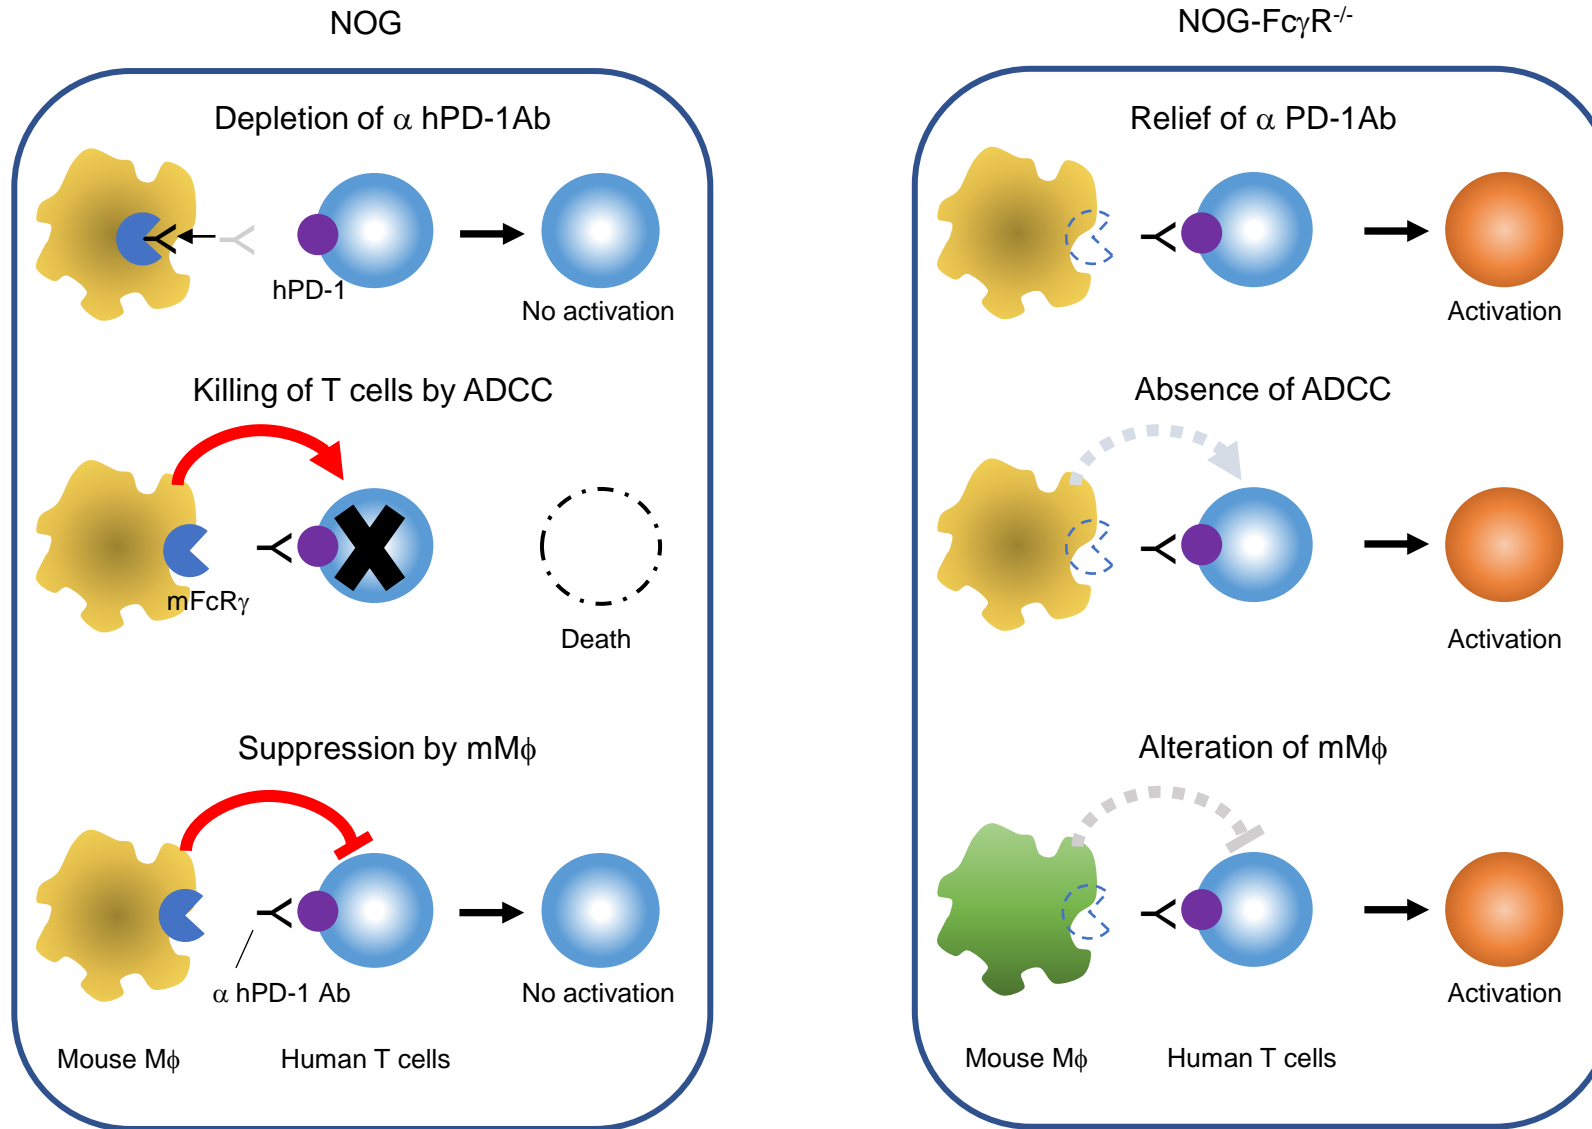 NOG
Depletion of α hPD-1Ab
hPD-1
No activation
Killing of T cells by ADCC
mFcRγ
Death
Suppression by mMϕ
α hPD-1 Ab
No activation
Mouse Mϕ
Human T cells
NOG-FcγR-/-
Relief of α PD-1Ab
Activation
Absence of ADCC
Activation
Alteration of mMϕ
Activation
Mouse Mϕ
Human T cells